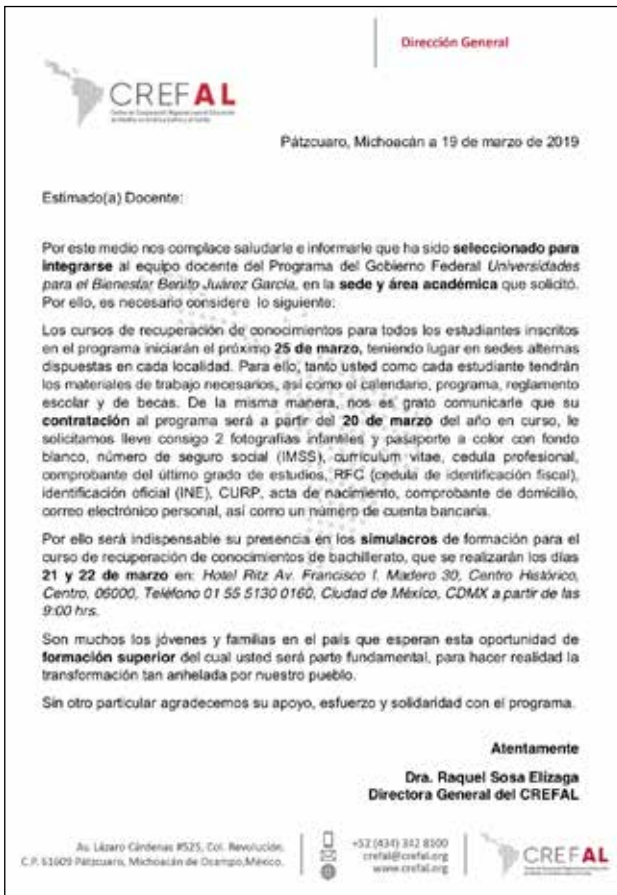 Dirección General
CREFAL
Centro de Cooperación Regional para la Educación
de Adultos en América Latina y el Caribe
Pátzcuaro, Michoacán a 19 de marzo de 2019
Estimado(a) Docente:
Por este medio nos complace saludarle e informarle que ha sido seleccionado para
integrarse al equipo docente del Programa del Gobierno Federal Universidades
para el Bienestar Benito Juárez García, en la sede y área académica que solicitó.
Por ello, es necesario considere lo siguiente:
Los cursos de recuperación de conocimientos para todos los estudiantes inscritos
en el programa iniciarán el próximo 25 de marzo, teniendo lugar en sedes alternas
dispuestas en cada localidad. Para ello, tanto usted como cada estudiante tendrán
los materiales de trabajo necesarios, así como el calendario, programa, reglamento
escolar y de becas. De la misma manera, nos es grato comunicarle que su
contratación al programa será a partir del 20 de marzo del año en curso, le
solicitamos lleve consigo 2 fotografías infantiles y pasaporte a color con fondo
blanco, número de seguro social (IMSS), curriculum vitae, cedula profesional,
comprobante del último grado de estudios, RFC (cedula de identificación fiscal),
identificación oficial (INE), CURP, acta de nacimiento, comprobante de domicilio,
correo electrónico personal, así como un número de cuenta bancaria.
Por ello será indispensable su presencia en los simulacros de formación para el
curso de recuperación de conocimientos de bachillerato, que se realizarán los días
21 y 22 de marzo en: Hotel Ritz Av. Francisco I. Madero 30, Centro Histórico,
Centro, 06000, Teléfono 01 55 5130 0160, Ciudad de México, CDMX a partir de las
9:00 hrs.
Son muchos los jóvenes y familias en el país que esperan esta oportunidad de
formación superior del cual usted será parte fundamental, para hacer realidad la
transformación tan anhelada por nuestro pueblo.
Sin otro particular agradecemos su apoyo, esfuerzo y solidaridad con el programa.
Atentamente
Dra. Raquel Sosa Elízaga
Directora General del CREFAL
Av. Lázaro Cárdenas #525, Col. Revolución,
C.P. 61609 Pátzcuaro, Michoacán de Ocampo, México.
+52 (434) 342 8100
crefal@crefal.org
www.crefal.org
CREFAL